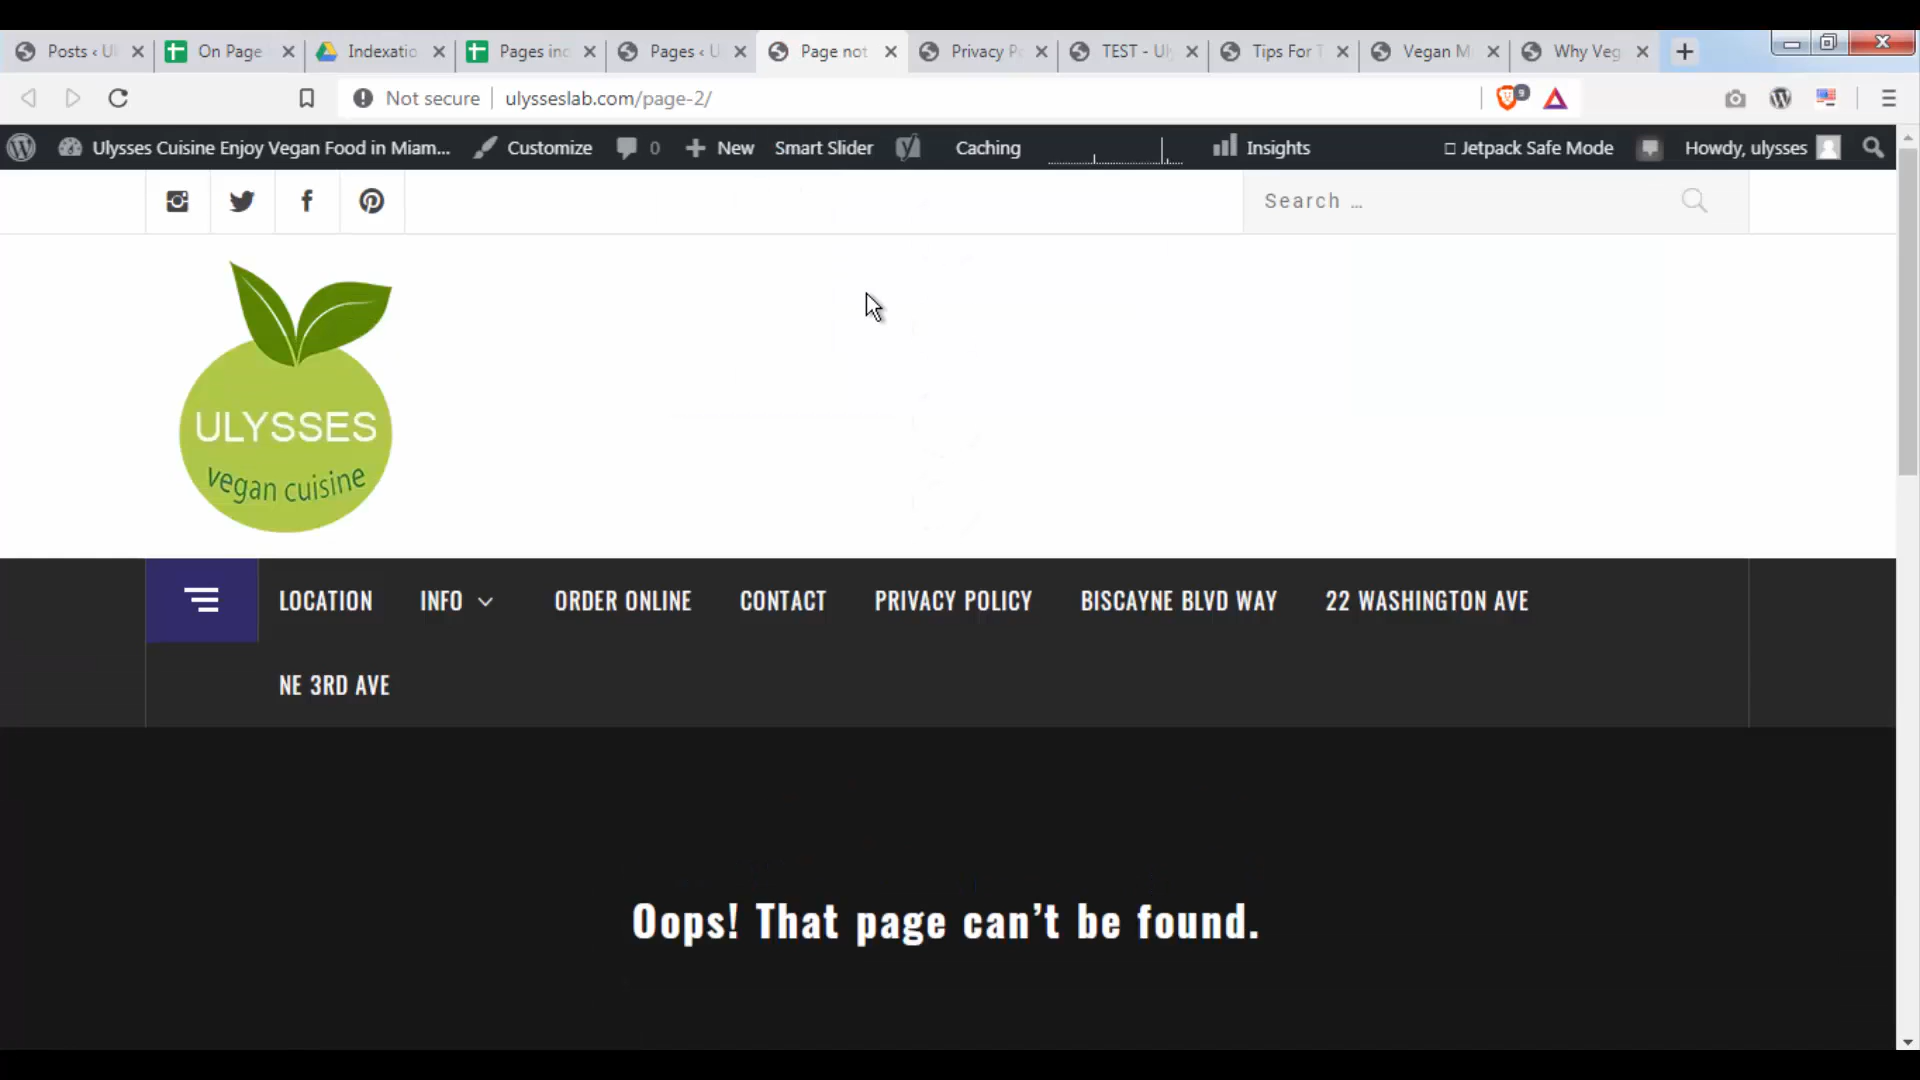 Posts ‹ Ul
On Page
Indexatio
Pages inc
Pages ‹ U
Page not
Privacy Po
TEST - Uly
Tips For T
Vegan M
Why Veg
Not secure
ulysseslab.com/page-2/
9
Ulysses Cuisine Enjoy Vegan Food in Miam...
Customize
0
New
Smart Slider
Caching
Insights
Jetpack Safe Mode
Howdy, ulysses
Search …
ULYSSES
vegan cuisine
LOCATION
INFO
ORDER ONLINE
CONTACT
PRIVACY POLICY
BISCAYNE BLVD WAY
22 WASHINGTON AVE
NE 3RD AVE
Oops! That page can’t be found.